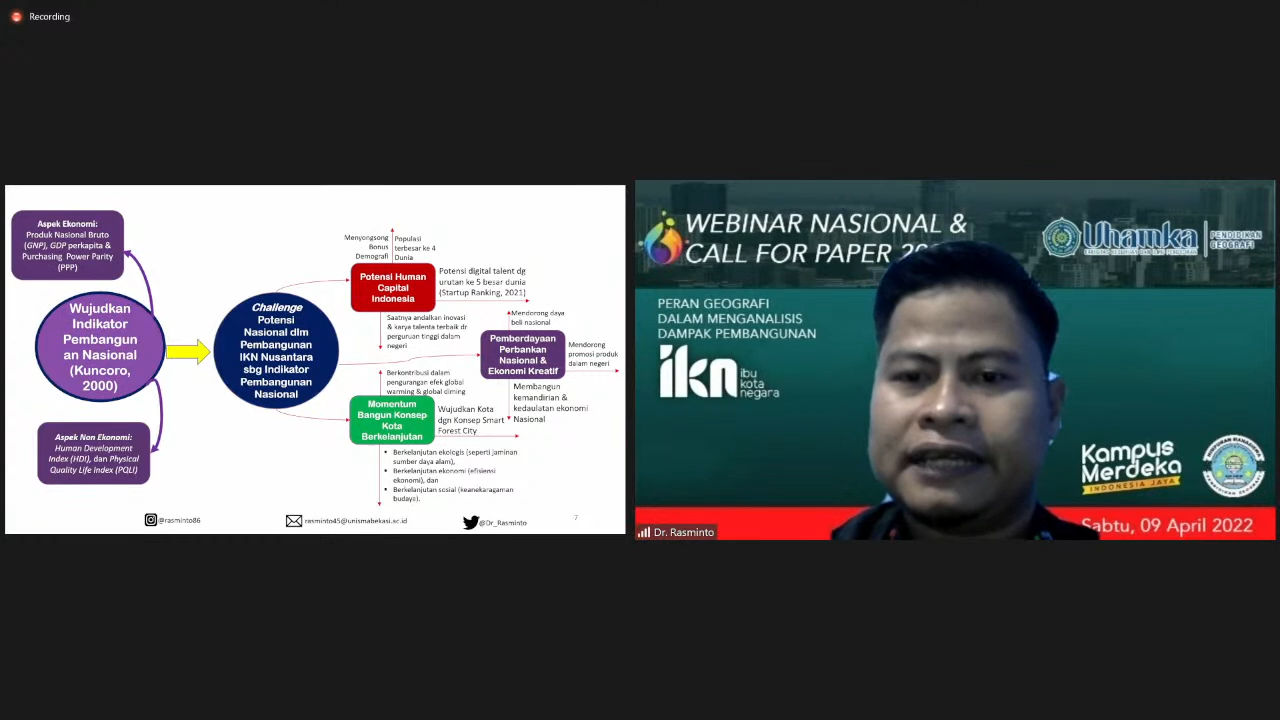 Recording
Aspek Ekonomi:
Produk Nasional Bruto
(GNP), GDP perkapita &
Purchasing Power Parity
(PPP)
Wujudkan
Indikator
Pembangun
an Nasional
(Kuncoro,
2000)
Aspek Non Ekonomi:
Human Development
Index (HDI), dan Physical
Quality Life Index (PQLI)
Challenge
Potensi
Nasional dlm
Pembangunan
IKN Nusantara
sbg Indikator
Pembangunan
Nasional
Menyongsong
Bonus
Demografi
Populasi
terbesar ke 4
Dunia
Potensi Human
Capital
Indonesia
Potensi digital talent dg
urutan ke 5 besar dunia
(Startup Ranking, 2021)
Saatnya andalkan inovasi
& karya talenta terbaik dr
perguruan tinggi dalam
negeri
Mendorong daya
beli nasional
Pemberdayaan
Perbankan
Nasional &
Ekonomi Kreatif
Mendorong
promosi produk
dalam negeri
Membangun
kemandirian &
kedaulatan ekonomi
Nasional
Berkontribusi dalam
pengurangan efek global
warming & global diming
Momentum
Bangun Konsep
Kota
Berkelanjutan
Wujudkan Kota
dgn Konsep Smart
Forest City
▪ Berkelanjutan ekologis (seperti jaminan
sumber daya alam),
▪ Berkelanjutan ekonomi (efisiensi
ekonomi), dan
▪ Berkelanjutan sosial (keanekaragaman
budaya).
@rasminto86
rasminto45@unismabekasi.ac.id
@Dr_Rasminto
7
WEBINAR NASIONAL &
CALL FOR PAPER
Uhamka
PENDIDIKAN
GEOGRAFI
PERAN GEOGRAFI
DALAM MENGANALISIS
DAMPAK PEMBANGUNAN
ikn
ibu
kota
negara
Kampus
Merdeka
INDONESIA JAYA
Sabtu, 09 April 2022
Dr. Rasminto